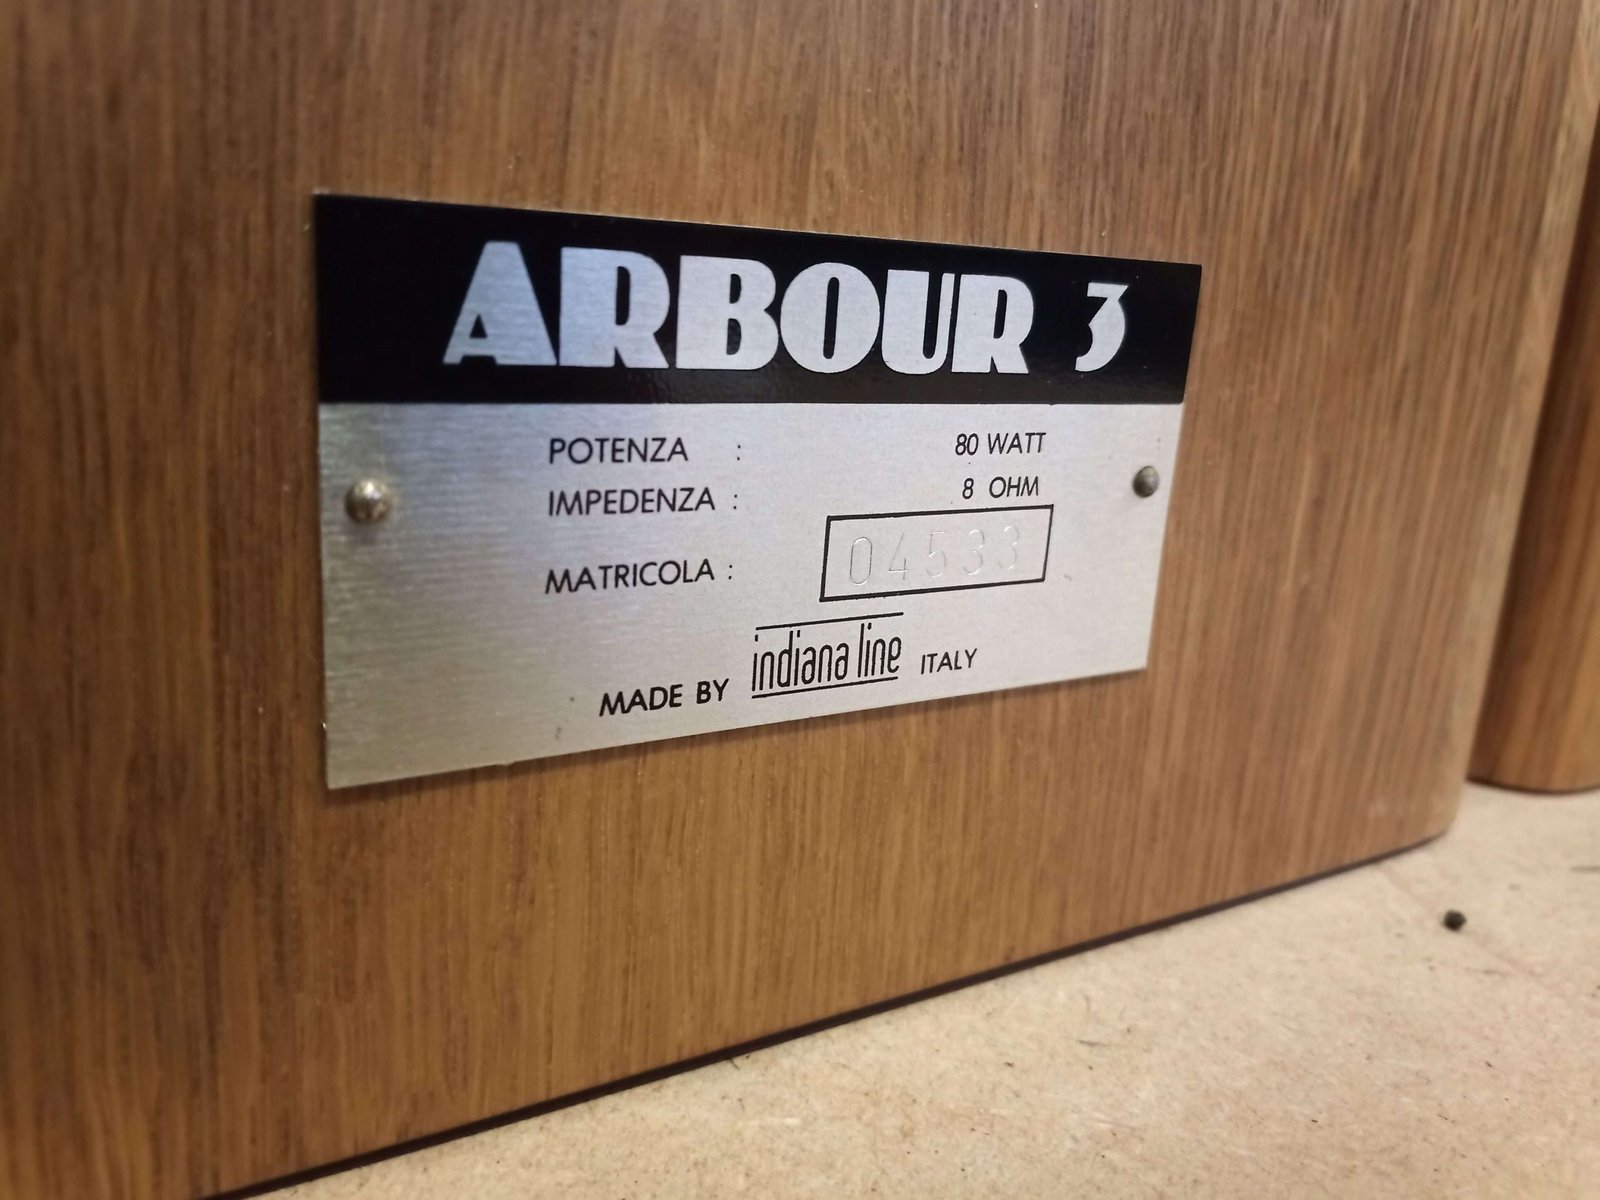 ARBOUR 3
POTENZA : 80 WATT
IMPEDENZA : 8 OHM
MATRICOLA : 04533
MADE BY indiana line ITALY